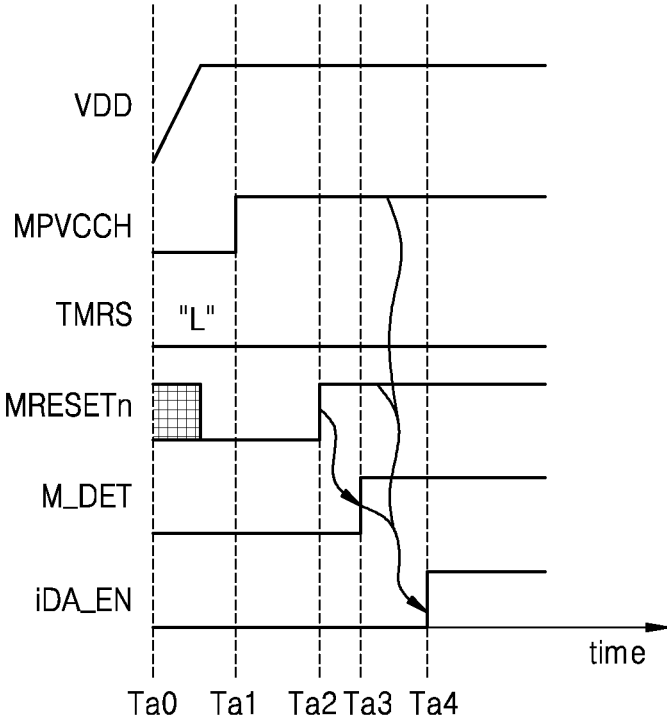 VDD
MPVCCH
TMRS "L"
MRESETn
M_DET
iDA_EN
time
Ta0 Ta1 Ta2 Ta3 Ta4